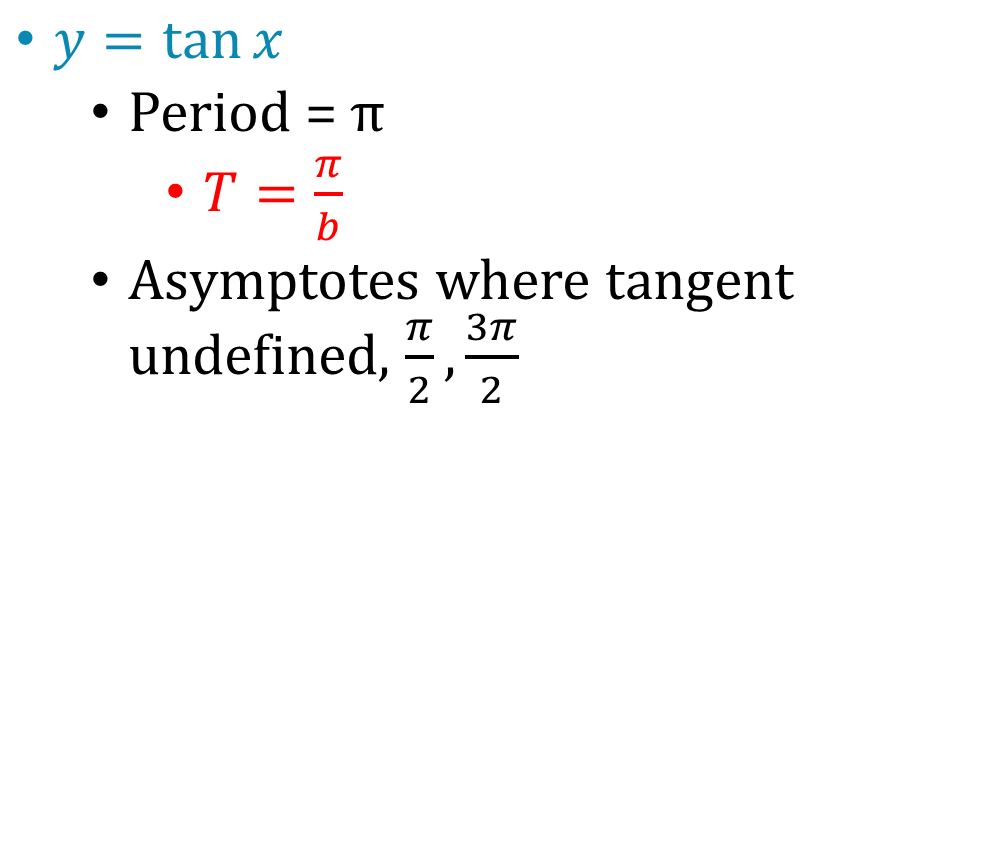 • y = tan x
• Period = π
• T = π/b
• Asymptotes where tangent
undefined, π/2, 3π/2